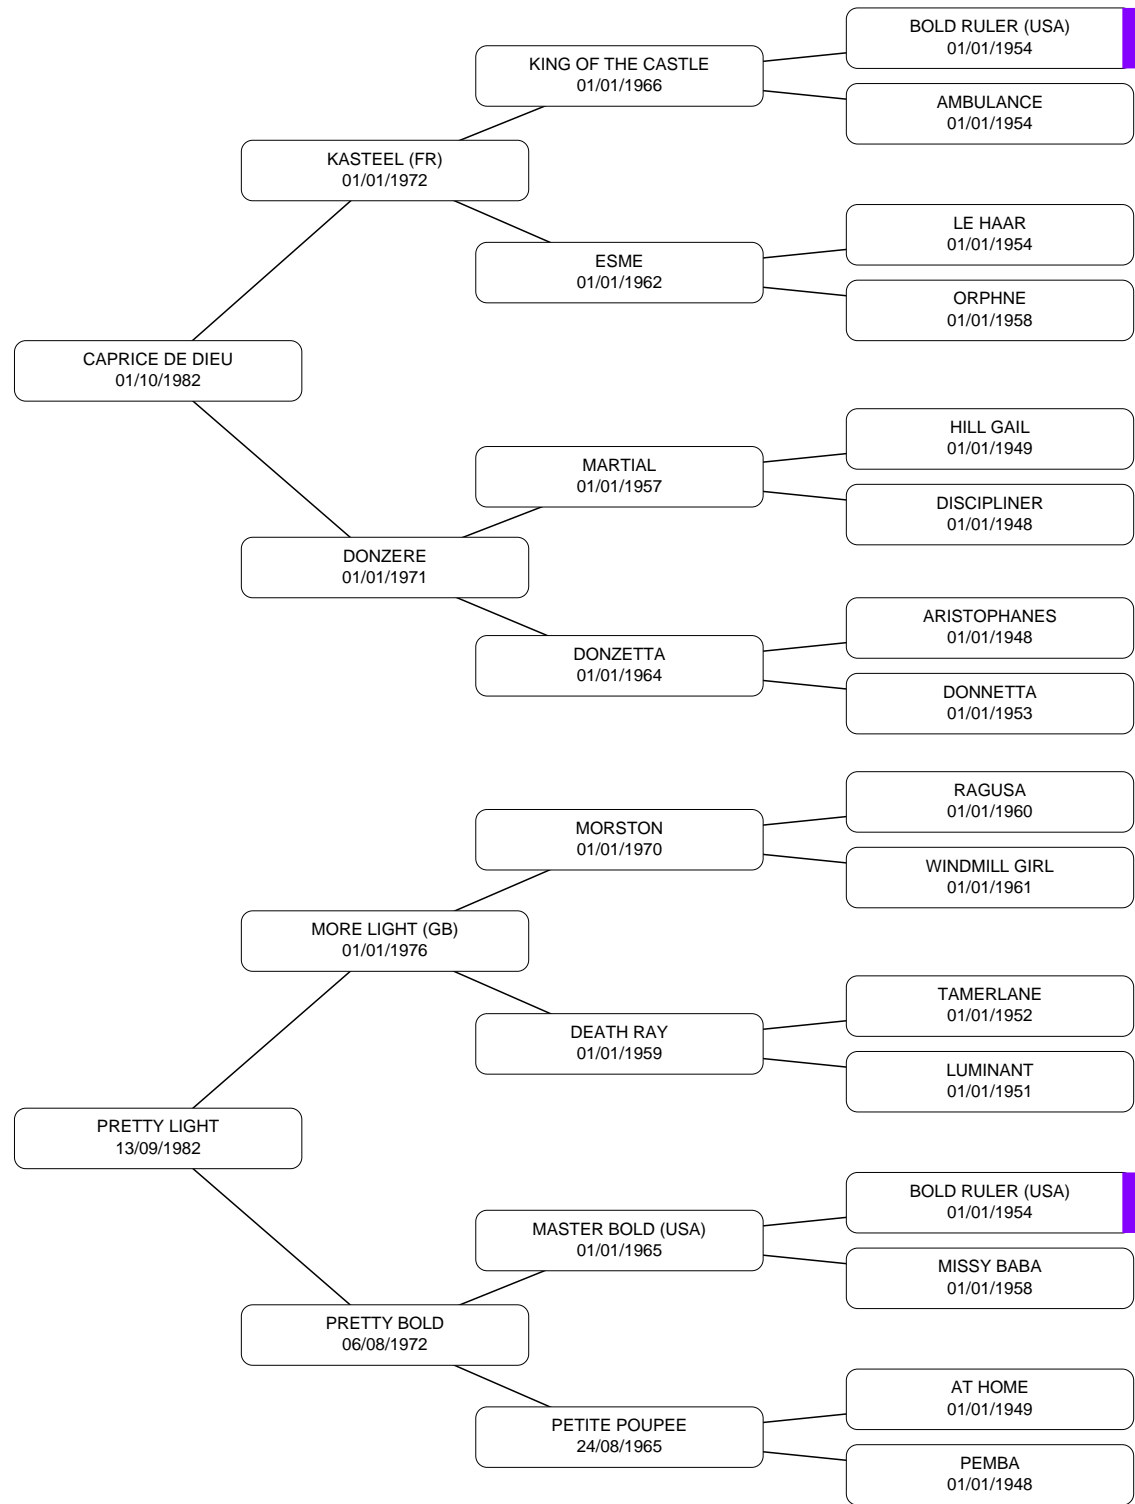 BOLD RULER (USA)
01/01/1954
KING OF THE CASTLE
01/01/1966
AMBULANCE
01/01/1954
KASTEEL (FR)
01/01/1972
LE HAAR
01/01/1954
ESME
01/01/1962
ORPHNE
01/01/1958
CAPRICE DE DIEU
01/10/1982
HILL GAIL
01/01/1949
MARTIAL
01/01/1957
DISCIPLINER
01/01/1948
DONZERE
01/01/1971
ARISTOPHANES
01/01/1948
DONZETTA
01/01/1964
DONNETTA
01/01/1953
RAGUSA
01/01/1960
MORSTON
01/01/1970
WINDMILL GIRL
01/01/1961
MORE LIGHT (GB)
01/01/1976
TAMERLANE
01/01/1952
DEATH RAY
01/01/1959
LUMINANT
01/01/1951
PRETTY LIGHT
13/09/1982
BOLD RULER (USA)
01/01/1954
MASTER BOLD (USA)
01/01/1965
MISSY BABA
01/01/1958
PRETTY BOLD
06/08/1972
AT HOME
01/01/1949
PETITE POUPEE
24/08/1965
PEMBA
01/01/1948